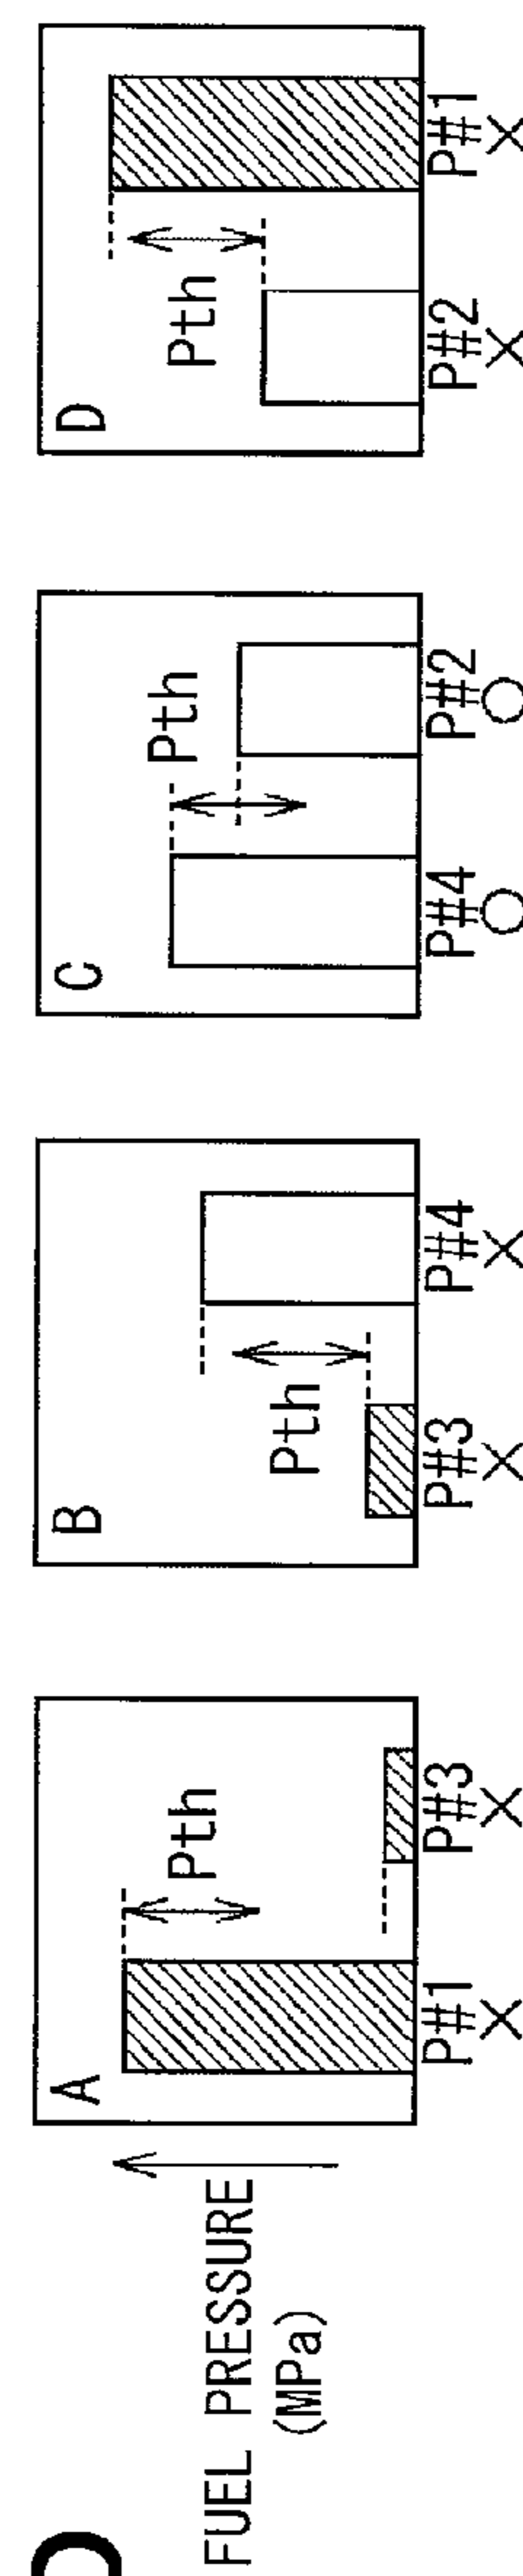 FUEL PRESSURE
(MPa)
A
Pth
P#1 P#3
× ×
B
Pth
P#3 P#4
× ×
C
Pth
P#4 P#2
○ ○
D
Pth
P#2 P#1
× ×